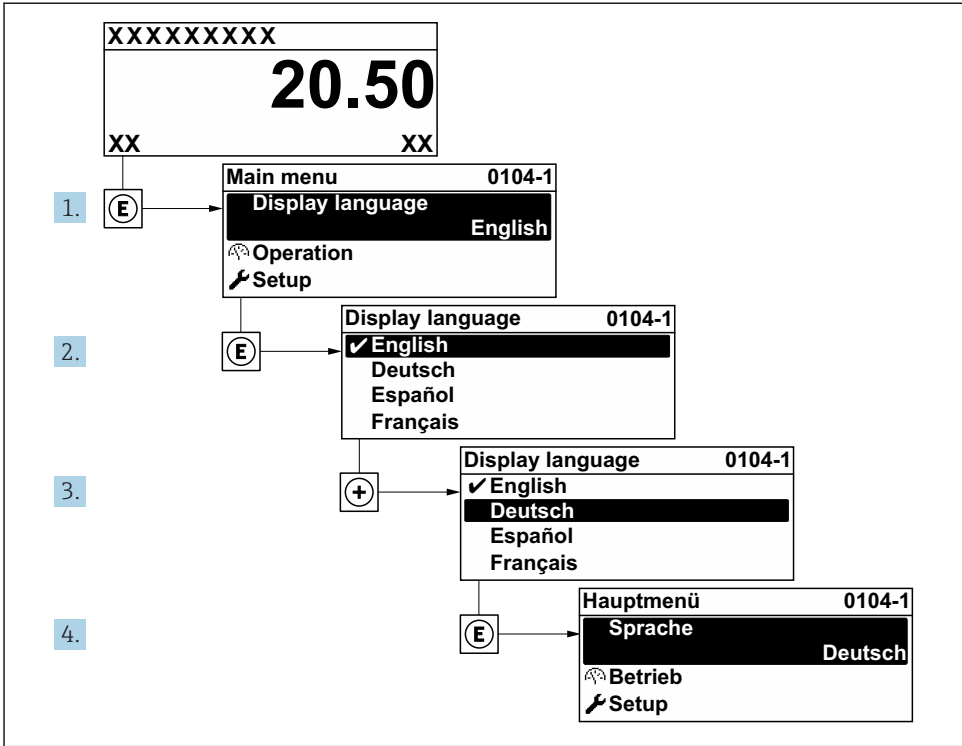 XXXXXXXXX
20.50
XX XX
1. E
Main menu 0104-1
Display language
English
Operation
Setup
2. E
Display language 0104-1
✔ English
Deutsch
Español
Français
3. +
Display language 0104-1
✔ English
Deutsch
Español
Français
4. E
Hauptmenü 0104-1
Sprache
Deutsch
Betrieb
Setup